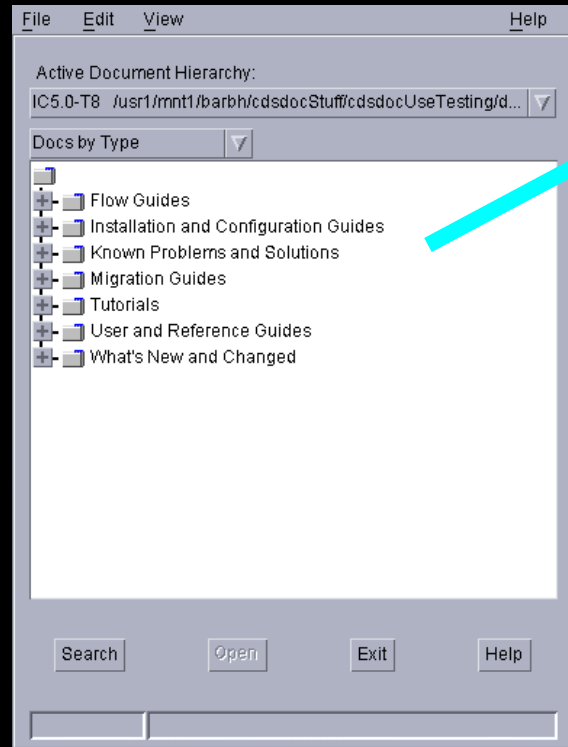 File Edit View Help
Active Document Hierarchy:
IC5.0-T8 /usr1/mnt1/barbh/cdsdocStuff/cdsdocUseTesting/d...
Docs by Type
Flow Guides
Installation and Configuration Guides
Known Problems and Solutions
Migration Guides
Tutorials
User and Reference Guides
What's New and Changed
Search Open Exit Help